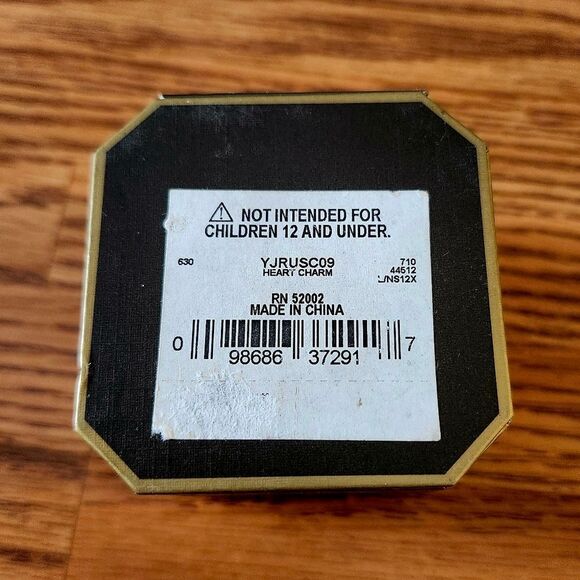 ⚠ NOT INTENDED FOR
CHILDREN 12 AND UNDER.
630 YJRUSC09 710
HEART CHARM 44512
L/NS12X
RN 52002
MADE IN CHINA
0 98686 37291 7